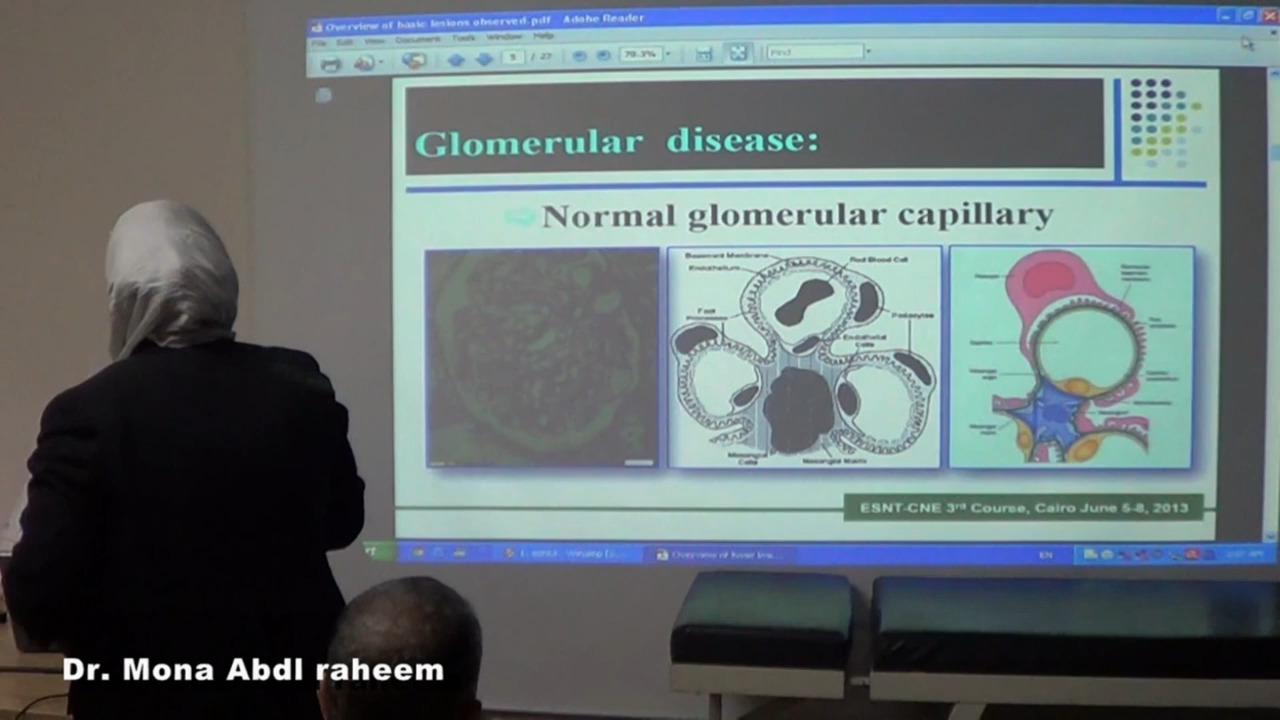 Overview of basic lesions observed.pdf - Adobe Reader
File Edit View Document Tools Window Help
5 / 27
79.3%
Find
Glomerular disease:
Normal glomerular capillary
Basement Membrane
Endothelium
Red Blood Cell
Foot
Processes
Podocytes
Endothelial
Cells
Mesangial
Cells
Mesangial Matrix
ESNT-CNE 3rd Course, Cairo June 5-8, 2013
Overview of basic les...
EN
Dr. Mona Abdl raheem